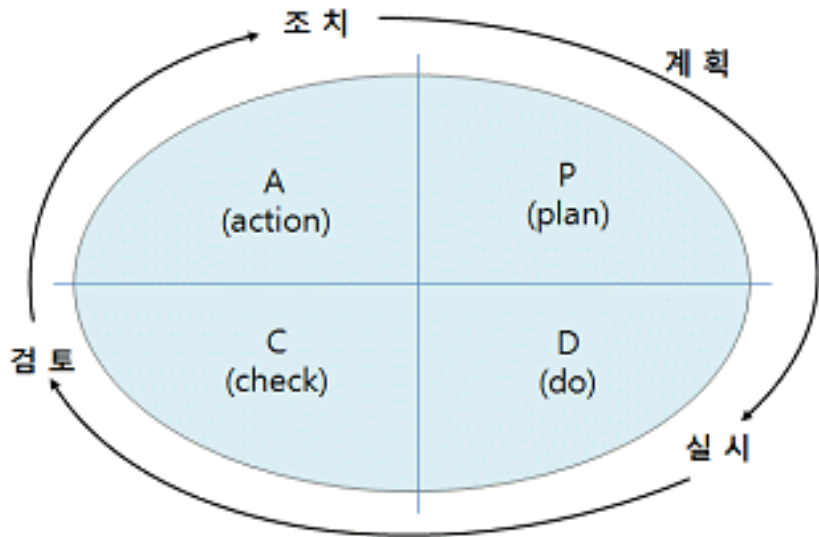 조 치
계 획
A
(action)
P
(plan)
C
(check)
D
(do)
검 토
실 시